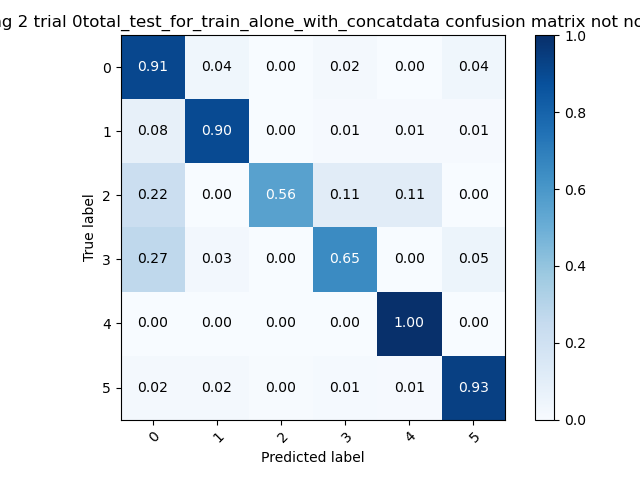 g 2 trial 0total_test_for_train_alone_with_concatdata confusion matrix not no
1.0
0 0.91 0.04 0.00 0.02 0.00 0.04
0.8
1 0.08 0.90 0.00 0.01 0.01 0.01
2 0.22 0.00 0.56 0.11 0.11 0.00
0.6
True label
3 0.27 0.03 0.00 0.65 0.00 0.05
0.4
4 0.00 0.00 0.00 0.00 1.00 0.00
0.2
5 0.02 0.02 0.00 0.01 0.01 0.93
0.0
0 1 2 3 4 5
Predicted label